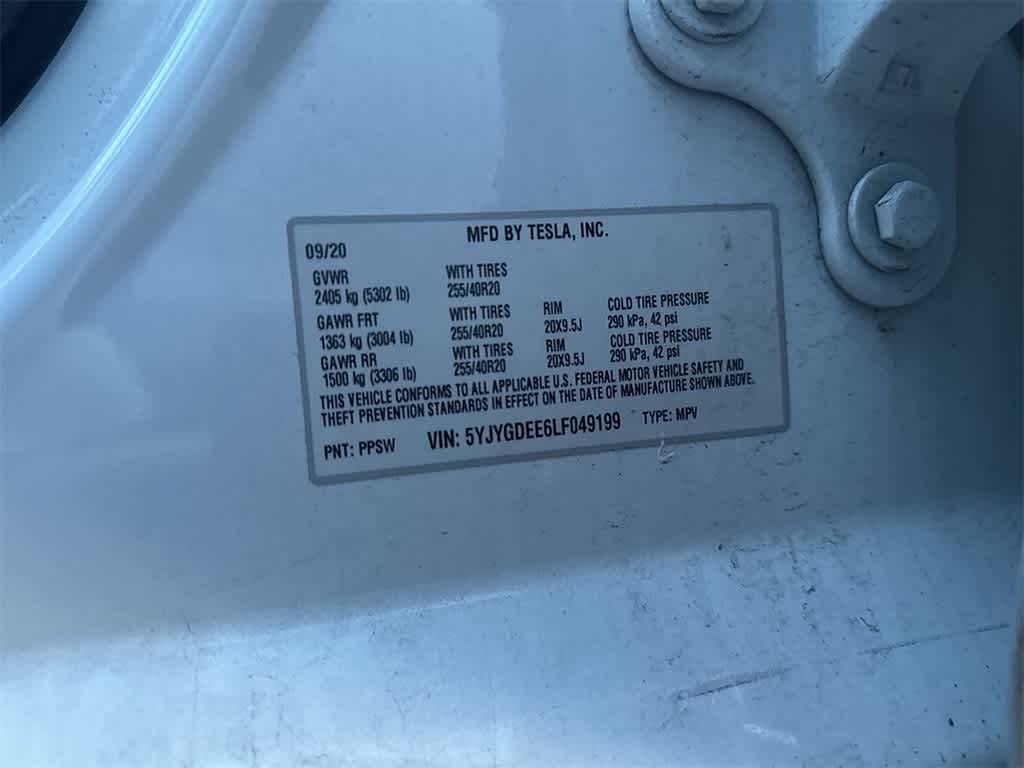 MFD BY TESLA, INC.
09/20
GVWR WITH TIRES
2405 kg (5302 lb) 255/40R20
GAWR FRT WITH TIRES RIM COLD TIRE PRESSURE
1363 kg (3004 lb) 255/40R20 20X9.5J 290 kPa, 42 psi
GAWR RR WITH TIRES RIM COLD TIRE PRESSURE
1500 kg (3306 lb) 255/40R20 20X9.5J 290 kPa, 42 psi
THIS VEHICLE CONFORMS TO ALL APPLICABLE U.S. FEDERAL MOTOR VEHICLE SAFETY AND
THEFT PREVENTION STANDARDS IN EFFECT ON THE DATE OF MANUFACTURE SHOWN ABOVE.
PNT: PPSW VIN: 5YJYGDEE6LF049199 TYPE: MPV